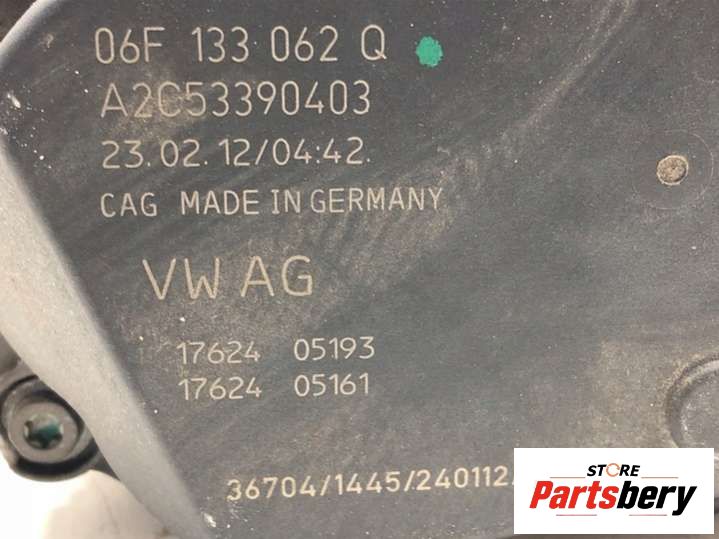 06F 133 062 Q
A2C53390403
23.02.12/04:42.
CAG MADE IN GERMANY
VW AG
17624 05193
17624 05161
36704/1445/240112
STORE
Partsbery